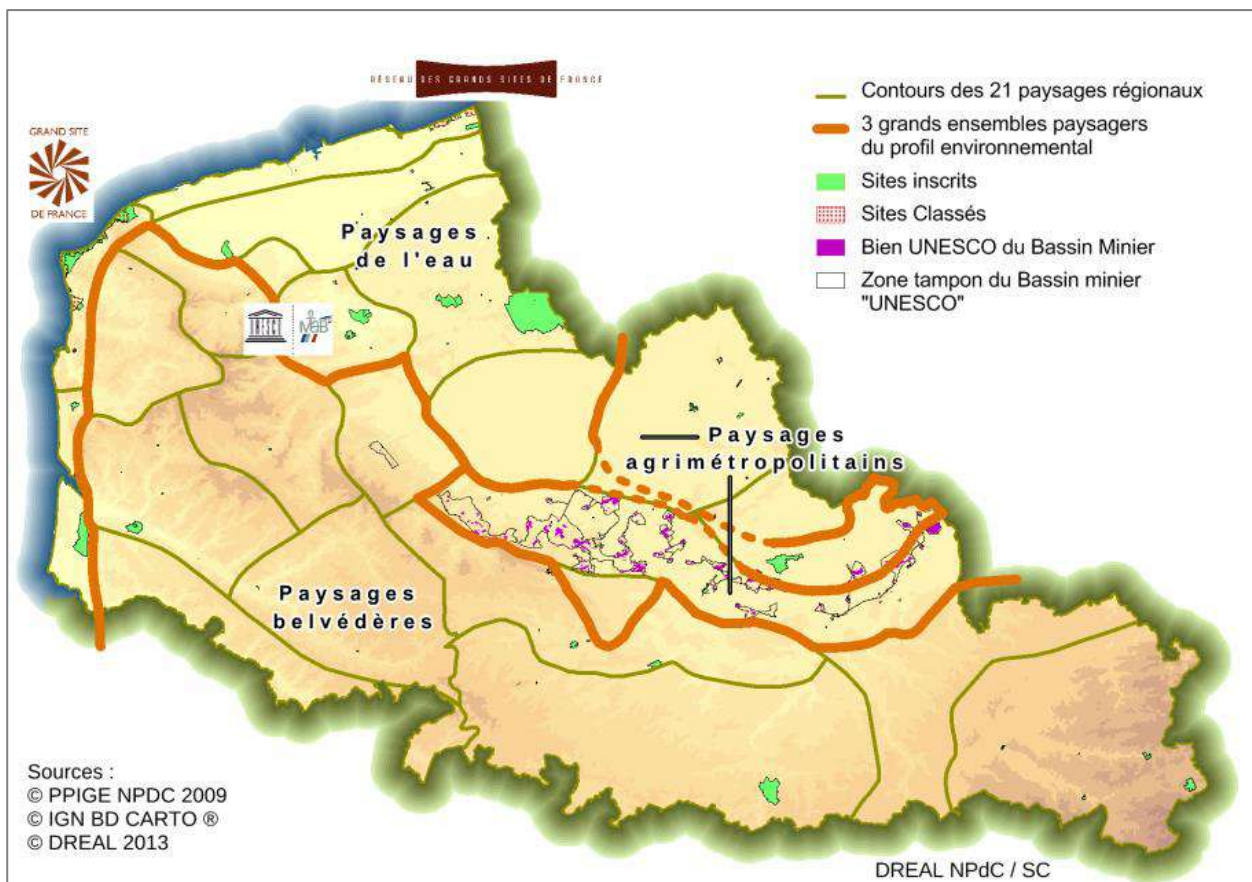 RÉSEAU DES GRANDS SITES DE FRANCE
GRAND SITE
DE FRANCE
Contours des 21 paysages régionaux
3 grands ensembles paysagers
du profil environnemental
Sites inscrits
Sites Classés
Bien UNESCO du Bassin Minier
Zone tampon du Bassin minier
"UNESCO"
Paysages
de l'eau
UNESCO
MAB
Paysages
agrimétropolitains
Paysages
belvédères
Sources :
© PPIGE NPDC 2009
© IGN BD CARTO ®
© DREAL 2013
DREAL NPdC / SC